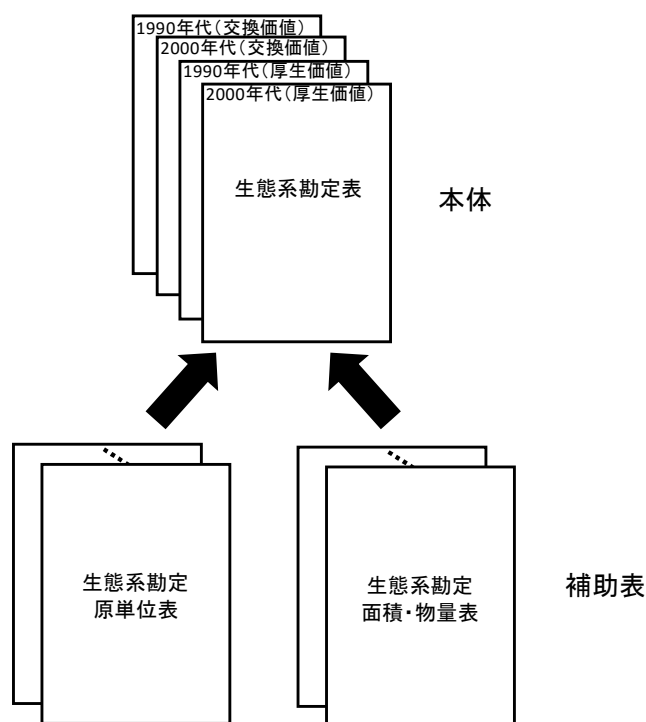 1990年代（交換価値）
2000年代（交換価値）
1990年代（厚生価値）
2000年代（厚生価値）
生態系勘定表
本体
生態系勘定
原単位表
生態系勘定
面積・物量表
補助表